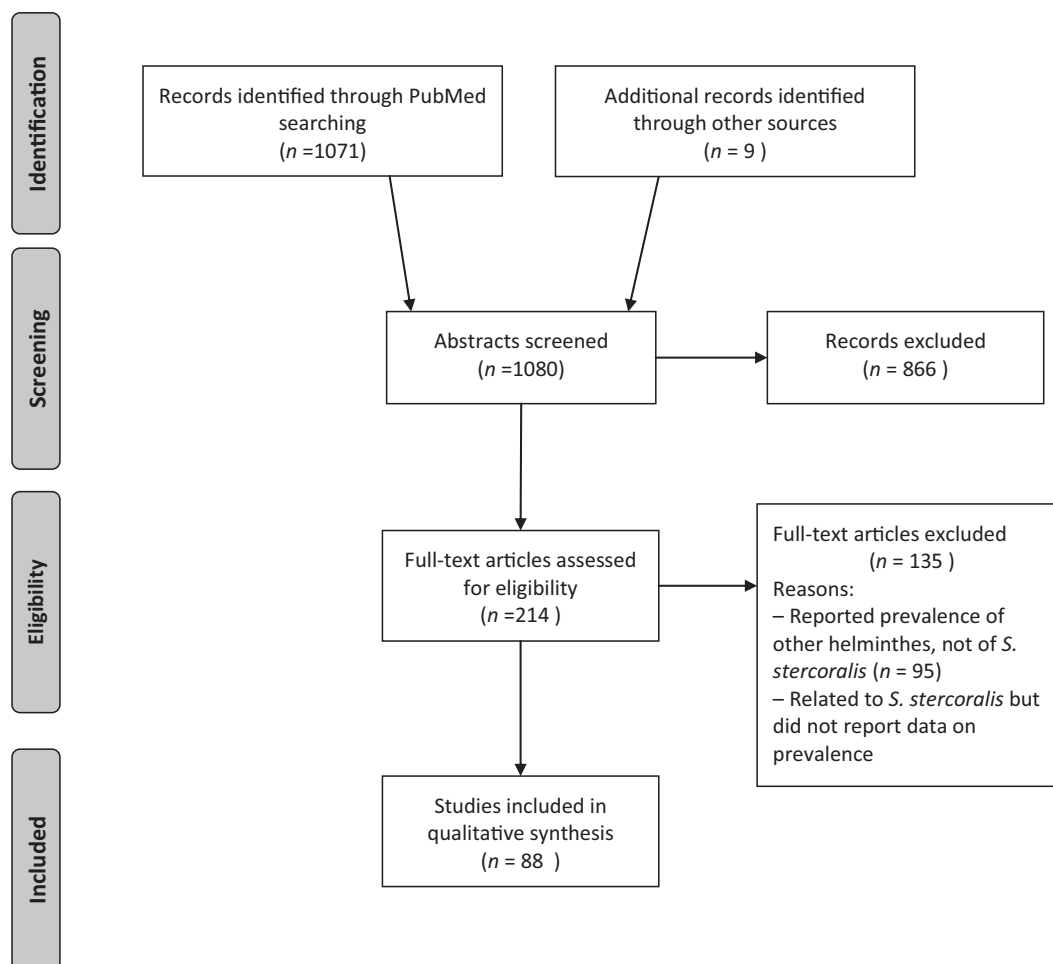 Identification
Records identified through PubMed
searching
(n =1071)
Additional records identified
through other sources
(n = 9 )
Screening
Abstracts screened
(n =1080)
Records excluded
(n = 866 )
Eligibility
Full-text articles assessed
for eligibility
(n =214 )
Full-text articles excluded
(n = 135 )
Reasons:
– Reported prevalence of
other helminthes, not of S.
stercoralis (n = 95)
– Related to S. stercoralis but
did not report data on
prevalence
Included
Studies included in
qualitative synthesis
(n = 88 )